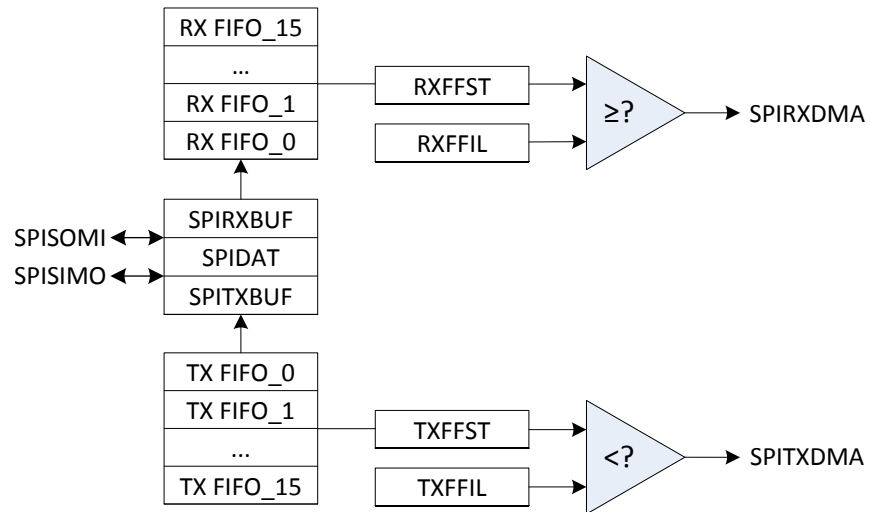 RX FIFO_15
...
RX FIFO_1
RX FIFO_0
RXFFST
RXFFIL
≥?
SPIRXDMA
SPISOMI
SPISIMO
SPIRXBUF
SPIDAT
SPITXBUF
TX FIFO_0
TX FIFO_1
...
TX FIFO_15
TXFFST
TXFFIL
<?
SPITXDMA